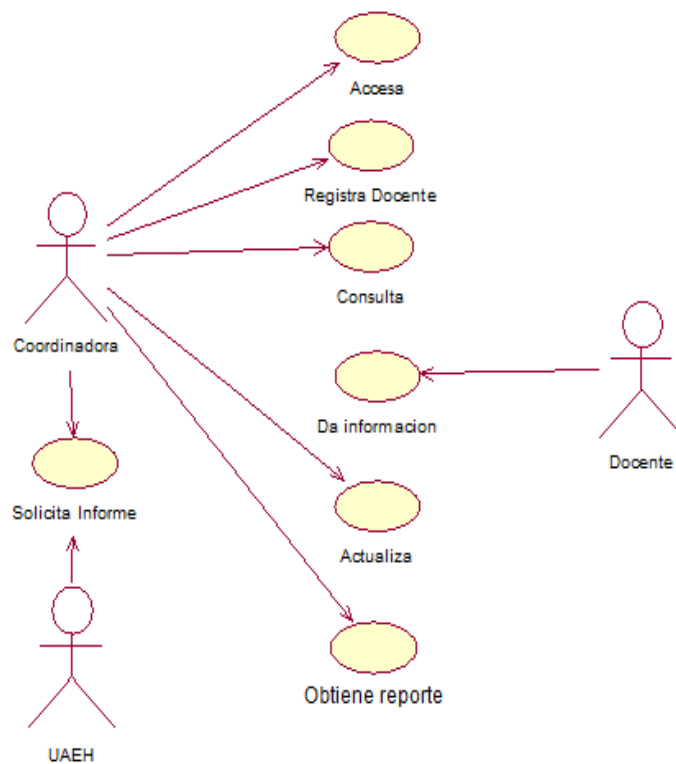 Accesa
Registra Docente
Consulta
Coordinadora
Da informacion
Docente
Solicita Informe
Actualiza
Obtiene reporte
UAEH